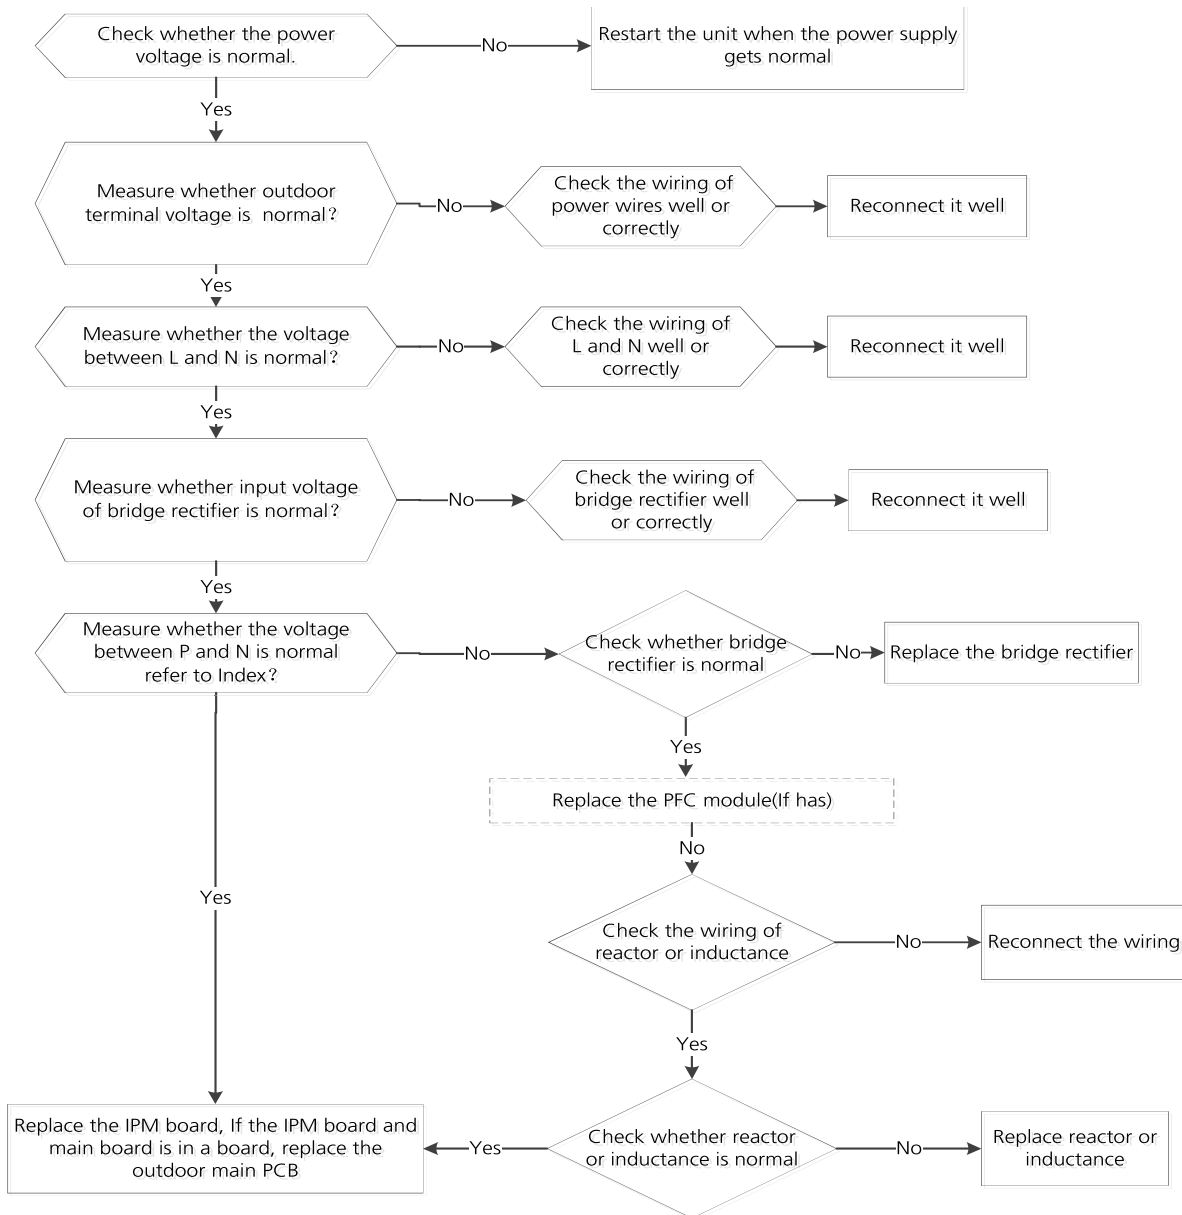 Check whether the power
voltage is normal.
No
Restart the unit when the power supply
gets normal
Yes
Measure whether outdoor
terminal voltage is normal?
No
Check the wiring of
power wires well or
correctly
Reconnect it well
Yes
Measure whether the voltage
between L and N is normal?
No
Check the wiring of
L and N well or
correctly
Reconnect it well
Yes
Measure whether input voltage
of bridge rectifier is normal?
No
Check the wiring of
bridge rectifier well
or correctly
Reconnect it well
Yes
Measure whether the voltage
between P and N is normal
refer to Index?
No
Check whether bridge
rectifier is normal
No
Replace the bridge rectifier
Yes
Replace the PFC module(If has)
No
Yes
Check the wiring of
reactor or inductance
No
Reconnect the wiring
Yes
Replace the IPM board, If the IPM board and
main board is in a board, replace the
outdoor main PCB
Yes
Check whether reactor
or inductance is normal
No
Replace reactor or
inductance